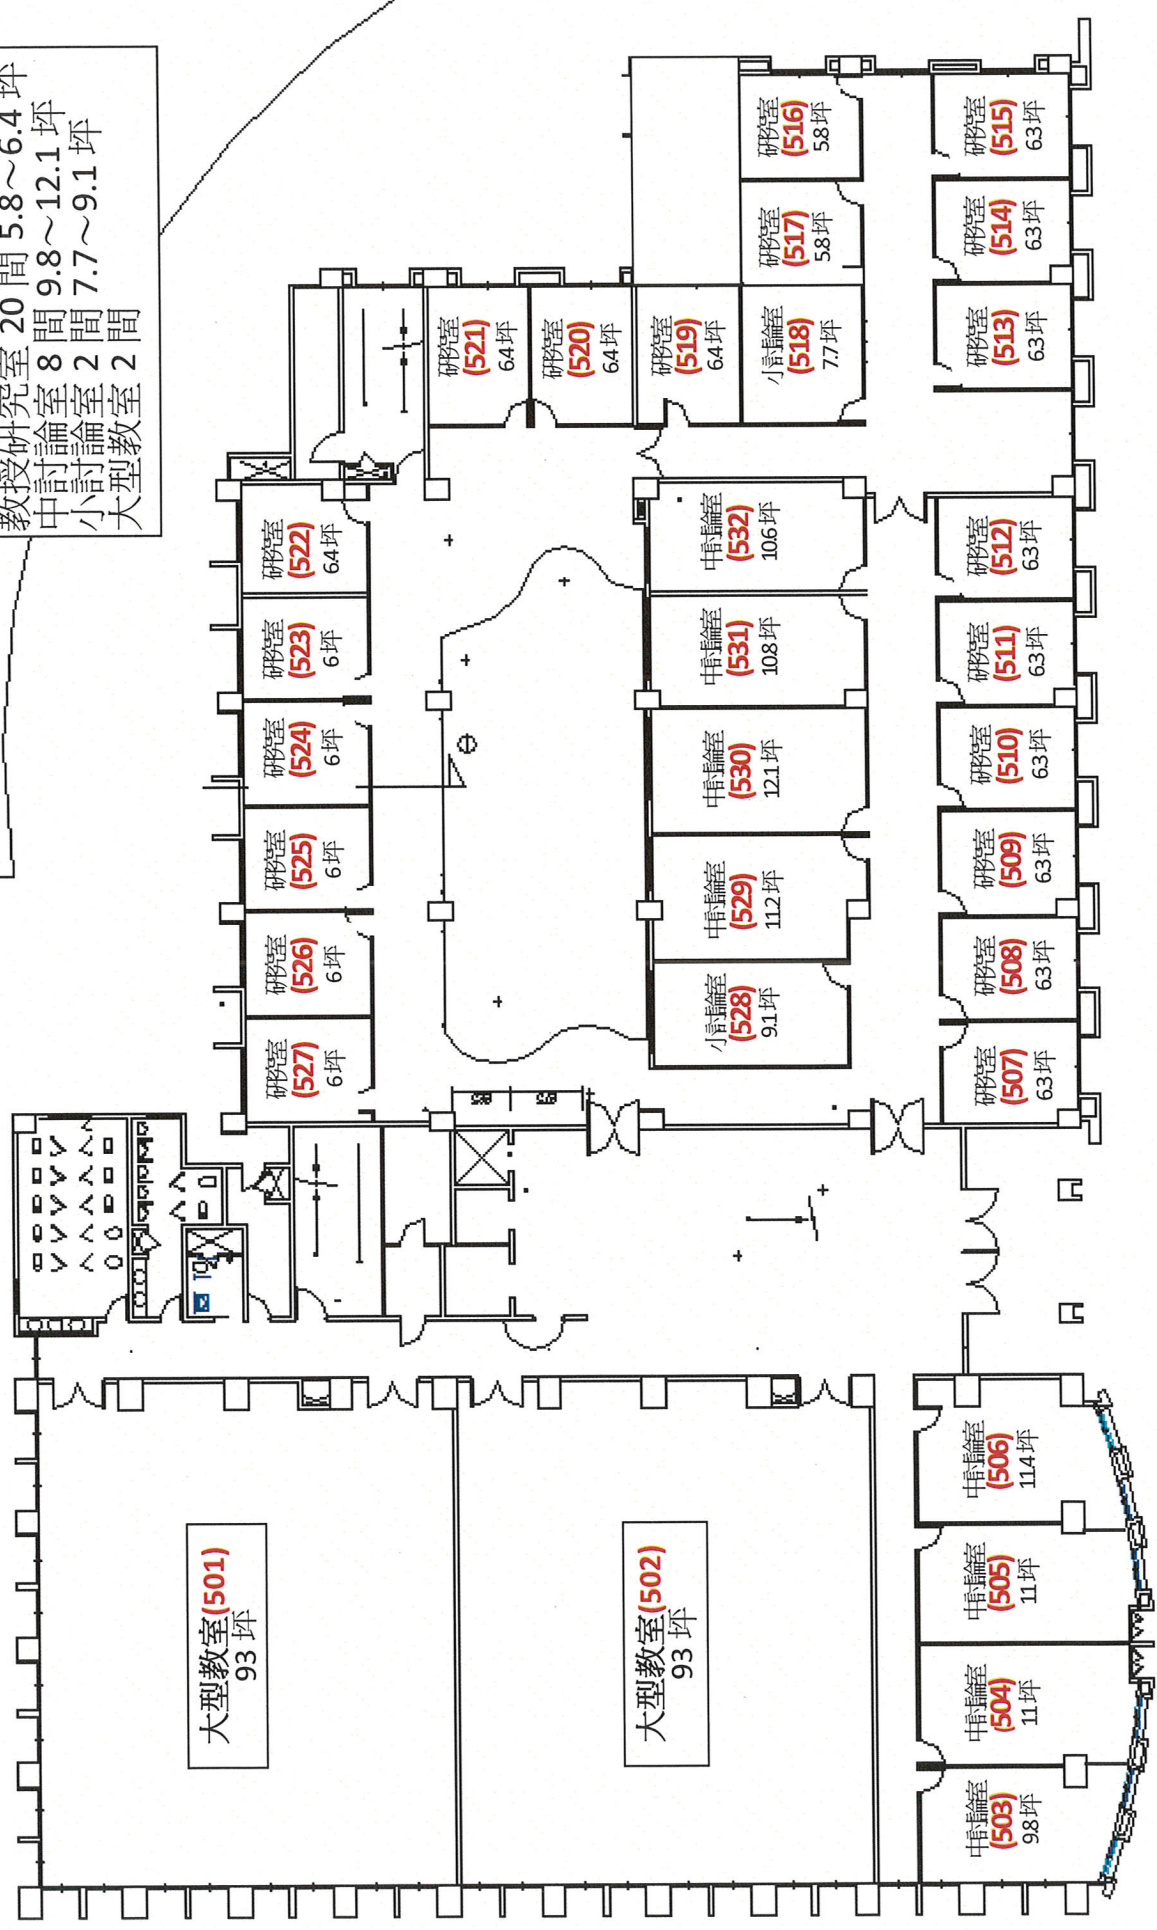 教授研究室 20 間 5.8～6.4 坪
中討論室 8 間 9.8～12.1 坪
小討論室 2 間 7.7～9.1 坪
大型教室 2 間
大型教室(501)
93 坪
大型教室(502)
93 坪
中討論室
(503)
9.8 坪
中討論室
(504)
11 坪
中討論室
(505)
11 坪
中討論室
(506)
11.4 坪
研究室
(507)
6.3 坪
研究室
(508)
6.3 坪
研究室
(509)
6.3 坪
研究室
(510)
6.3 坪
研究室
(511)
6.3 坪
研究室
(512)
6.3 坪
研究室
(513)
6.3 坪
研究室
(514)
6.3 坪
研究室
(515)
6.3 坪
研究室
(516)
5.8 坪
研究室
(517)
5.8 坪
小討論室
(518)
7.7 坪
研究室
(519)
6.4 坪
研究室
(520)
6.4 坪
研究室
(521)
6.4 坪
研究室
(522)
6.4 坪
研究室
(523)
6 坪
研究室
(524)
6 坪
研究室
(525)
6 坪
研究室
(526)
6 坪
研究室
(527)
6 坪
小討論室
(528)
9.1 坪
中討論室
(529)
11.2 坪
中討論室
(530)
12.1 坪
中討論室
(531)
10.8 坪
中討論室
(532)
10.6 坪